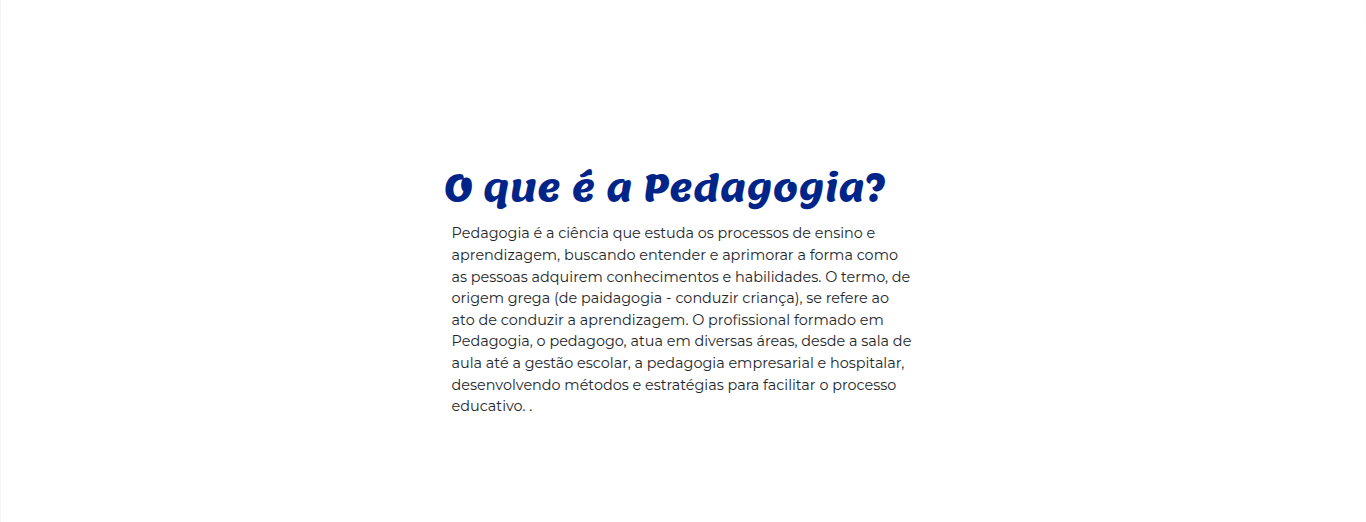 O que é a Pedagogia?
Pedagogia é a ciência que estuda os processos de ensino e
aprendizagem, buscando entender e aprimorar a forma como
as pessoas adquirem conhecimentos e habilidades. O termo, de
origem grega (de paidagogia - conduzir criança), se refere ao
ato de conduzir a aprendizagem. O profissional formado em
Pedagogia, o pedagogo, atua em diversas áreas, desde a sala de
aula até a gestão escolar, a pedagogia empresarial e hospitalar,
desenvolvendo métodos e estratégias para facilitar o processo
educativo. .